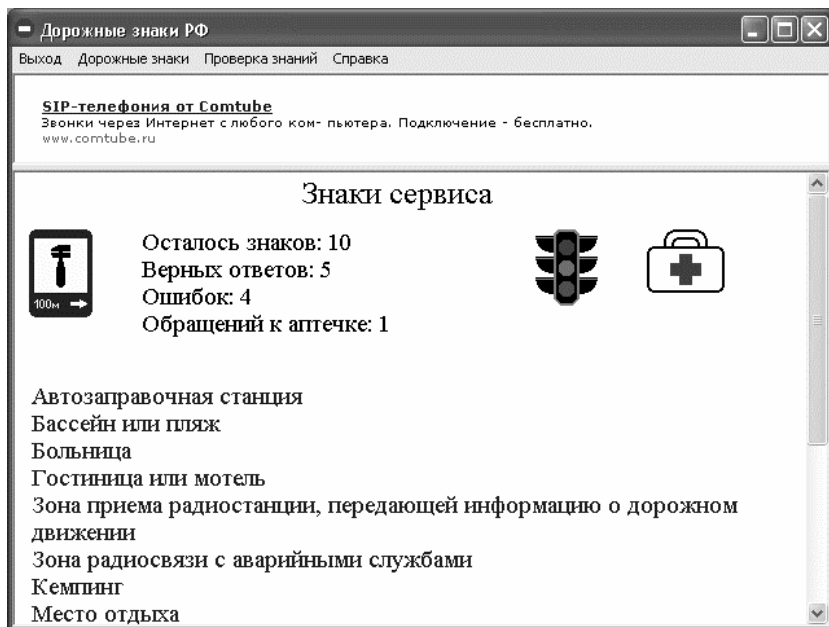 Дорожные знаки РФ
Выход Дорожные знаки Проверка знаний Справка
SIP-телефония от Comtube
Звонки через Интернет с любого ком- пьютера. Подключение - бесплатно.
www.comtube.ru
Знаки сервиса
Осталось знаков: 10
Верных ответов: 5
Ошибок: 4
Обращений к аптечке: 1
100м
Автозаправочная станция
Бассейн или пляж
Больница
Гостиница или мотель
Зона приема радиостанции, передающей информацию о дорожном
движении
Зона радиосвязи с аварийными службами
Кемпинг
Место отдыха